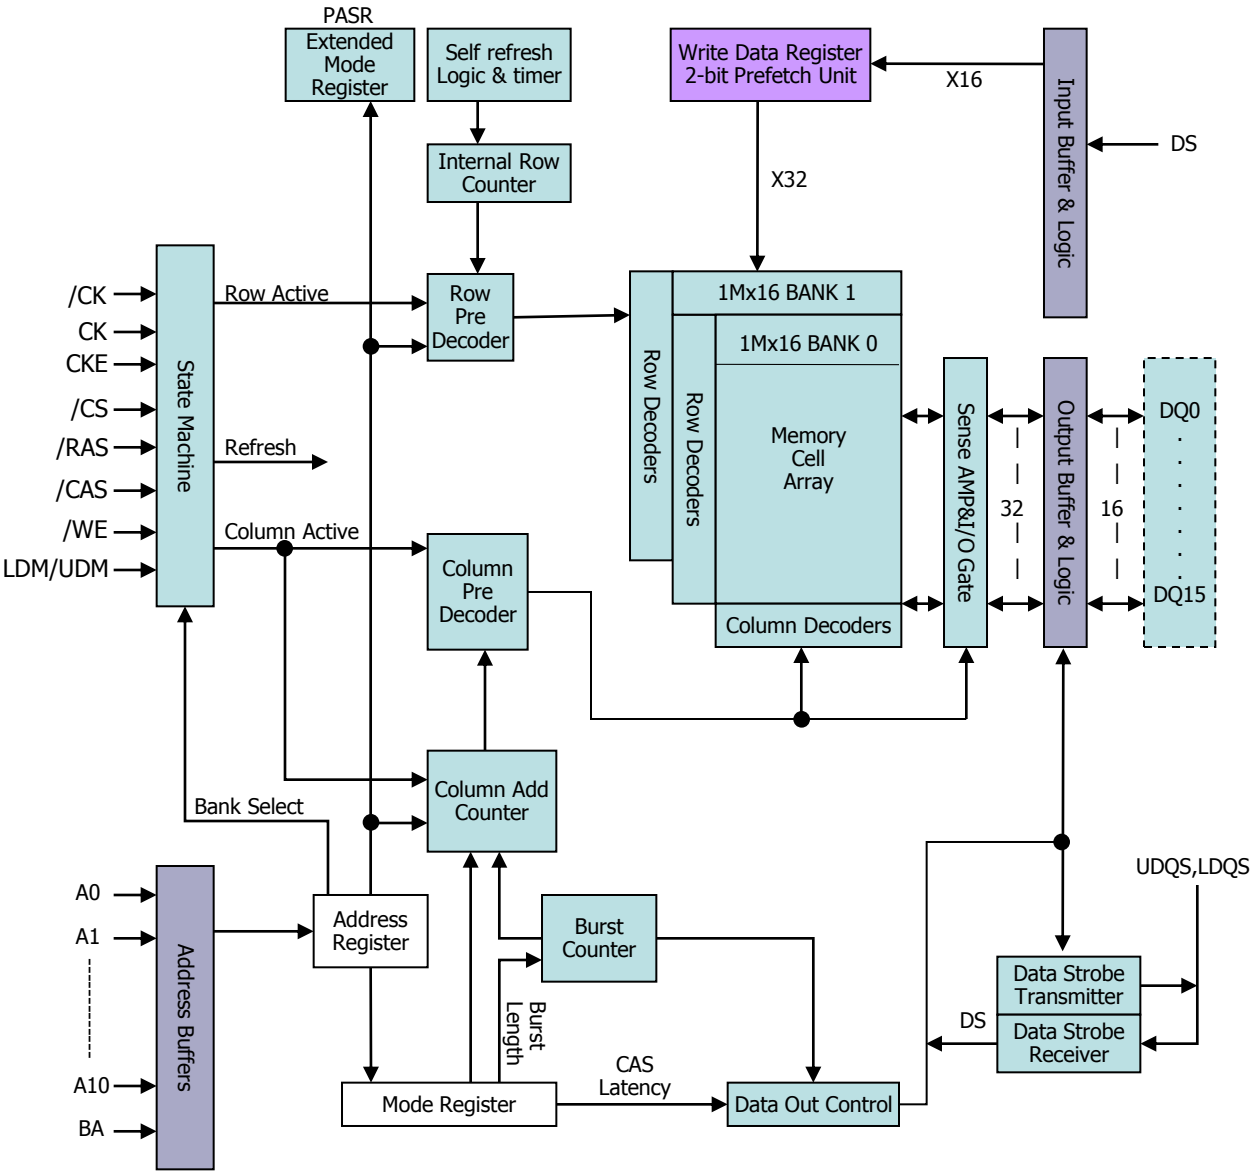 PASR
Extended
Mode
Register
Self refresh
Logic & timer
Write Data Register
2-bit Prefetch Unit
X16
Input Buffer & Logic
DS
Internal Row
Counter
X32
/CK
CK
CKE
/CS
/RAS
/CAS
/WE
LDM/UDM
State Machine
Row Active
Refresh
Column Active
Row
Pre
Decoder
Row Decoders
1Mx16 BANK 1
Row Decoders
1Mx16 BANK 0
Memory
Cell
Array
Column Decoders
Sense AMP&I/O Gate
32
Output Buffer & Logic
16
DQ0
.
.
.
.
.
.
.
DQ15
Column
Pre
Decoder
Column Add
Counter
Bank Select
A0
A1
A10
BA
Address Buffers
Address
Register
Burst
Counter
Burst
Length
Mode Register
CAS
Latency
Data Out Control
UDQS,LDQS
Data Strobe
Transmitter
DS
Data Strobe
Receiver